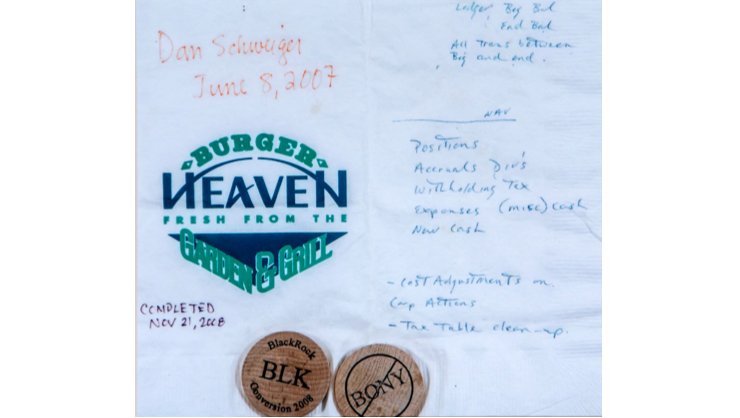 Ledger Beg Bal
End Bal
All Trans between
Beg and end.
Dan Schweiger
June 8, 2007
NAV
Positions
Accruals Div's
Withholding Tax
Expenses (misc) cash
New Cash
BURGER
HEAVEN
FRESH FROM THE
GARDEN & GRILL
- Cost Adjustments on
Corp Actions
- Tax Table clean-up.
COMPLETED
NOV 21, 2008
BlackRock
BLK
Conversion 2008
BONY